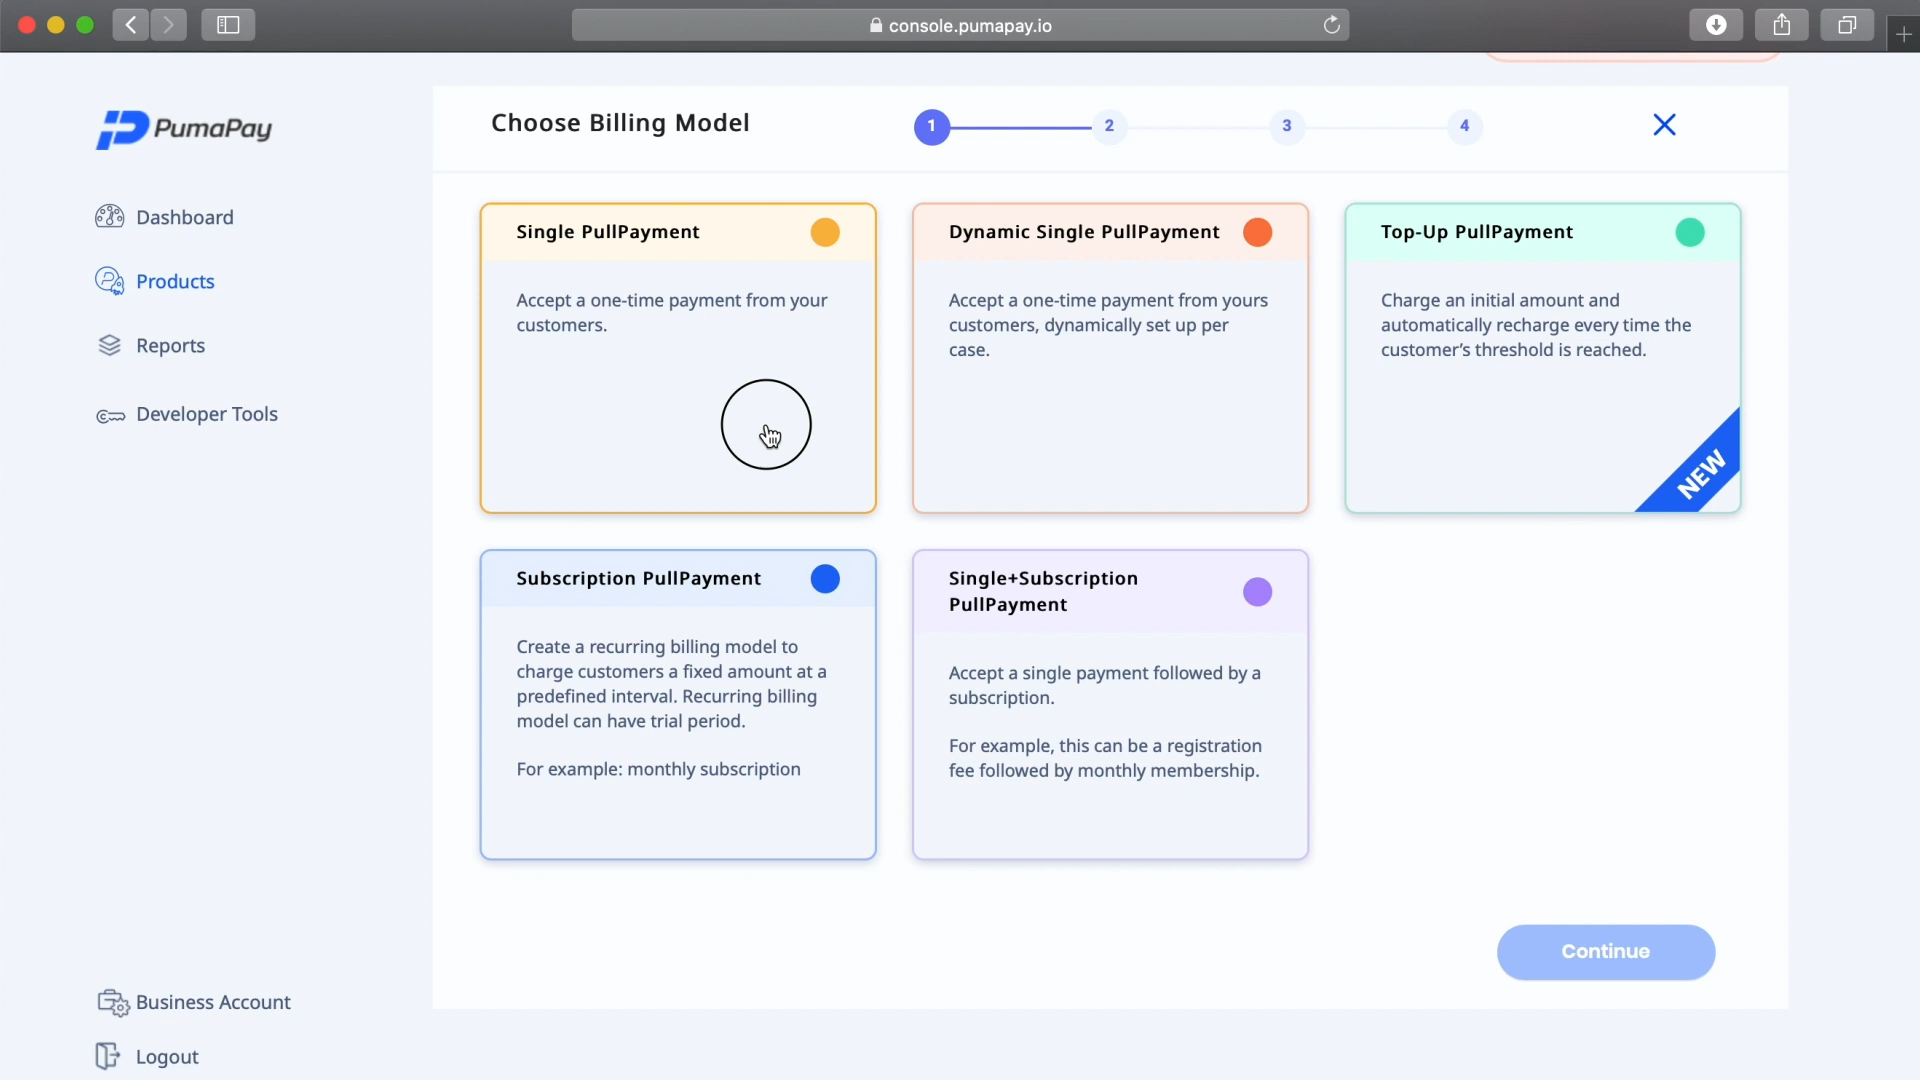 console.pumapay.io
PumaPay
Dashboard
Products
Reports
Developer Tools
Business Account
Logout
Choose Billing Model
1
2
3
4
Single PullPayment
Accept a one-time payment from your
customers.
Dynamic Single PullPayment
Accept a one-time payment from yours
customers, dynamically set up per
case.
Top-Up PullPayment
Charge an initial amount and
automatically recharge every time the
customer's threshold is reached.
NEW
Subscription PullPayment
Create a recurring billing model to
charge customers a fixed amount at a
predefined interval. Recurring billing
model can have trial period.
For example: monthly subscription
Single+Subscription
PullPayment
Accept a single payment followed by a
subscription.
For example, this can be a registration
fee followed by monthly membership.
Continue